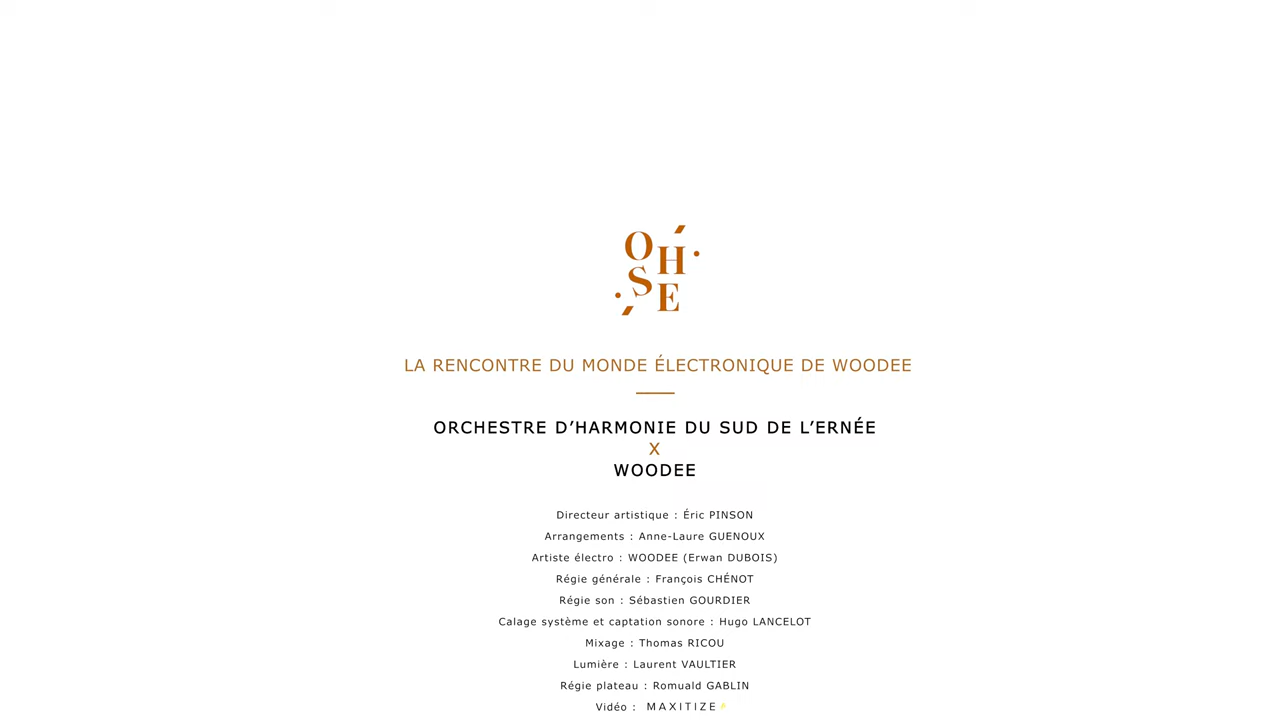 OH
SE
LA RENCONTRE DU MONDE ÉLECTRONIQUE DE WOODEE
ORCHESTRE D’HARMONIE DU SUD DE L’ERNÉE
X
WOODEE
Directeur artistique : Éric PINSON
Arrangements : Anne-Laure GUENOUX
Artiste électro : WOODEE (Erwan DUBOIS)
Régie générale : François CHÉNOT
Régie son : Sébastien GOURDIER
Calage système et captation sonore : Hugo LANCELOT
Mixage : Thomas RICOU
Lumière : Laurent VAULTIER
Régie plateau : Romuald GABLIN
Vidéo : MAXITIZE